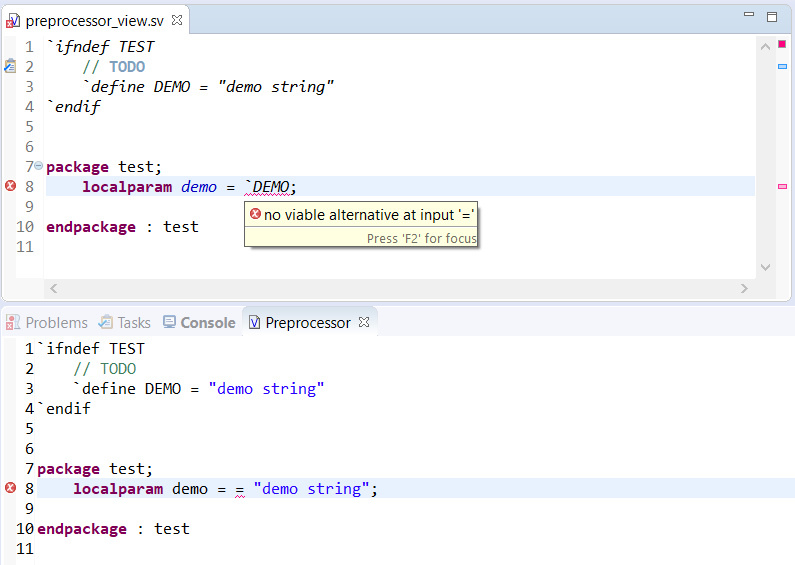 preprocessor_view.sv
1 `ifndef TEST
2 // TODO
3 `define DEMO = "demo string"
4 `endif
5
6
7 package test;
8 localparam demo = `DEMO;
9
no viable alternative at input '='
10 endpackage : test
Press 'F2' for focus
11
Problems Tasks Console Preprocessor
1 `ifndef TEST
2 // TODO
3 `define DEMO = "demo string"
4 `endif
5
6
7 package test;
8 localparam demo = = "demo string";
9
10 endpackage : test
11